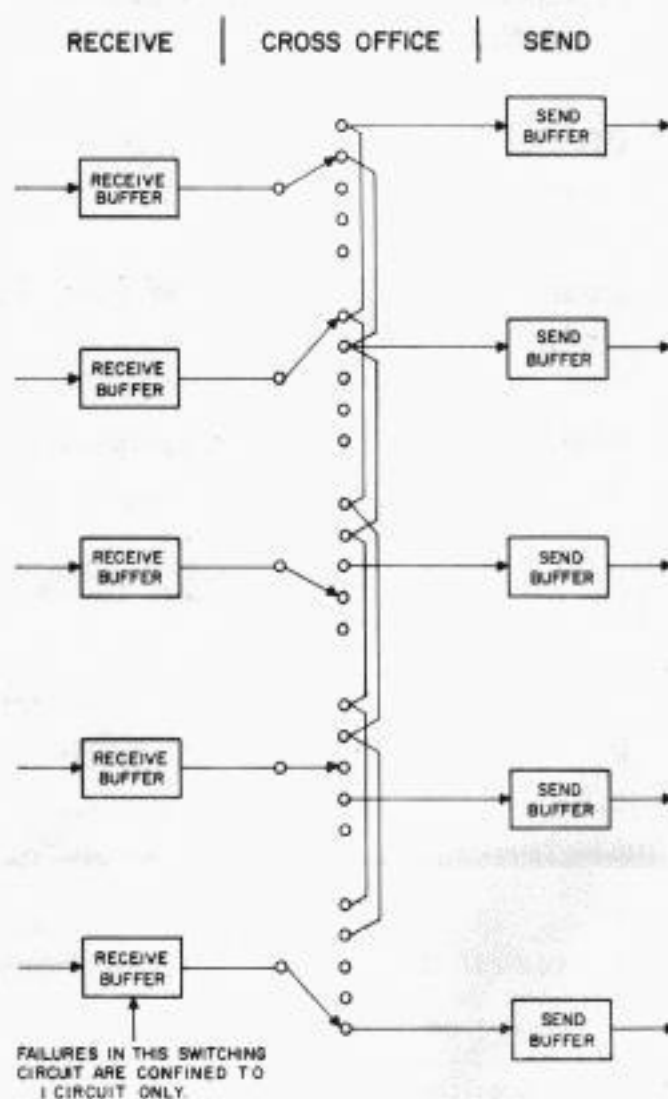 RECEIVE | CROSS OFFICE | SEND
SEND
BUFFER
RECEIVE
BUFFER
SEND
BUFFER
RECEIVE
BUFFER
SEND
BUFFER
RECEIVE
BUFFER
RECEIVE
BUFFER
SEND
BUFFER
RECEIVE
BUFFER
SEND
BUFFER
FAILURES IN THIS SWITCHING
CIRCUIT ARE CONFINED TO
1 CIRCUIT ONLY.